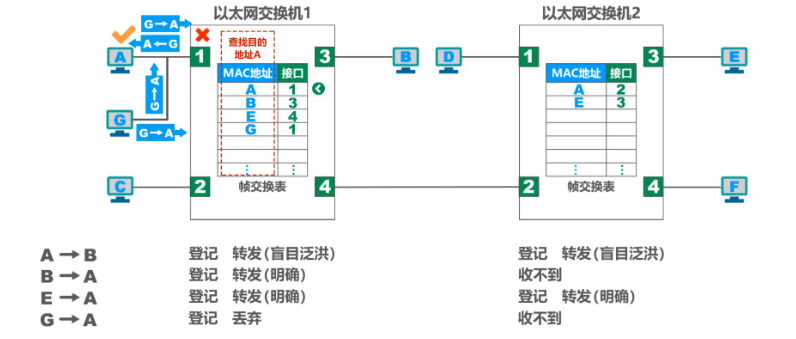 以太网交换机1
以太网交换机2
G→A
A←G
查找目的
地址A
A
1
3
B
D
1
3
E
MAC地址 接口
A 1
B 3
E 4
G 1
⋮ ⋮
帧交换表
MAC地址 接口
A 2
E 3
⋮ ⋮
帧交换表
G→A
G
G→A
C
2
4
2
4
F
A→B 登记 转发(盲目泛洪) 登记 转发(盲目泛洪)
B→A 登记 转发(明确) 收不到
E→A 登记 转发(明确) 登记 转发(明确)
G→A 登记 丢弃 收不到